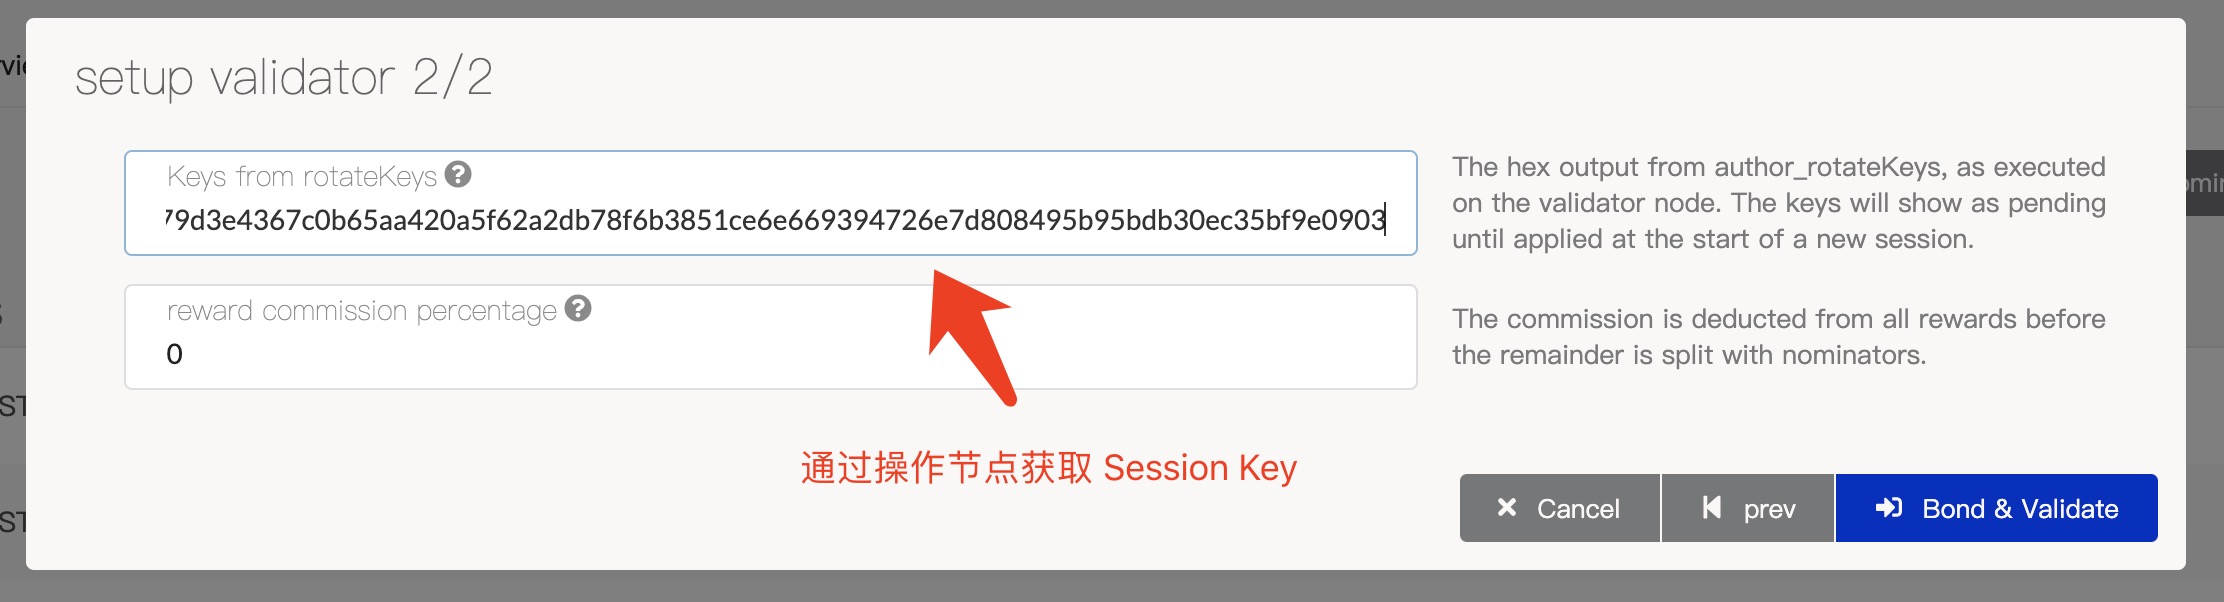 setup validator 2/2
Keys from rotateKeys
79d3e4367c0b65aa420a5f62a2db78f6b3851ce6e669394726e7d808495b95bdb30ec35bf9e0903
The hex output from author_rotateKeys, as executed
on the validator node. The keys will show as pending
until applied at the start of a new session.
reward commission percentage
0
The commission is deducted from all rewards before
the remainder is split with nominators.
通过操作节点获取 Session Key
Cancel
prev
Bond & Validate